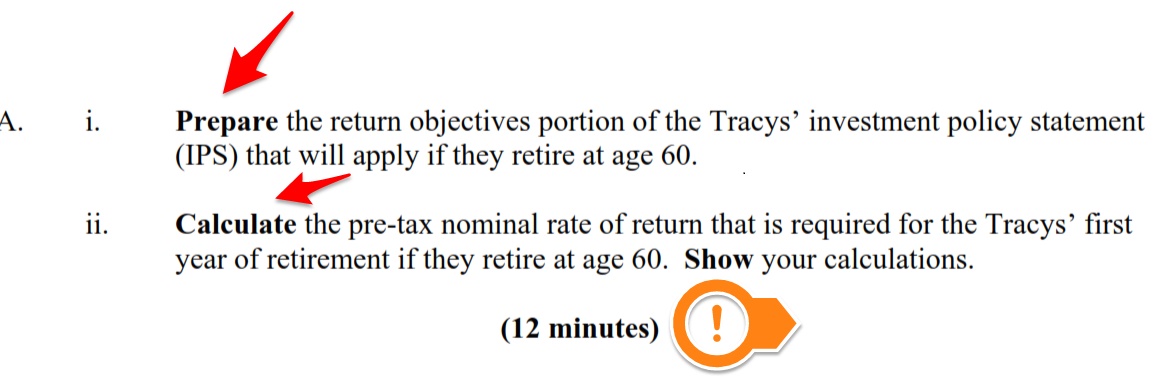 A. i. Prepare the return objectives portion of the Tracys’ investment policy statement
(IPS) that will apply if they retire at age 60.
ii. Calculate the pre-tax nominal rate of return that is required for the Tracys’ first
year of retirement if they retire at age 60. Show your calculations.
(12 minutes) !